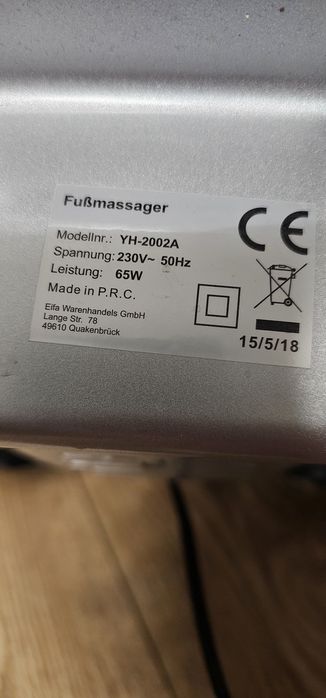 Fußmassager
Modellnr.: YH-2002A
Spannung: 230V~ 50Hz
Leistung: 65W
Made in P.R.C.
Eifa Warenhandels GmbH
Lange Str. 78
49610 Quakenbrück
CE
15/5/18